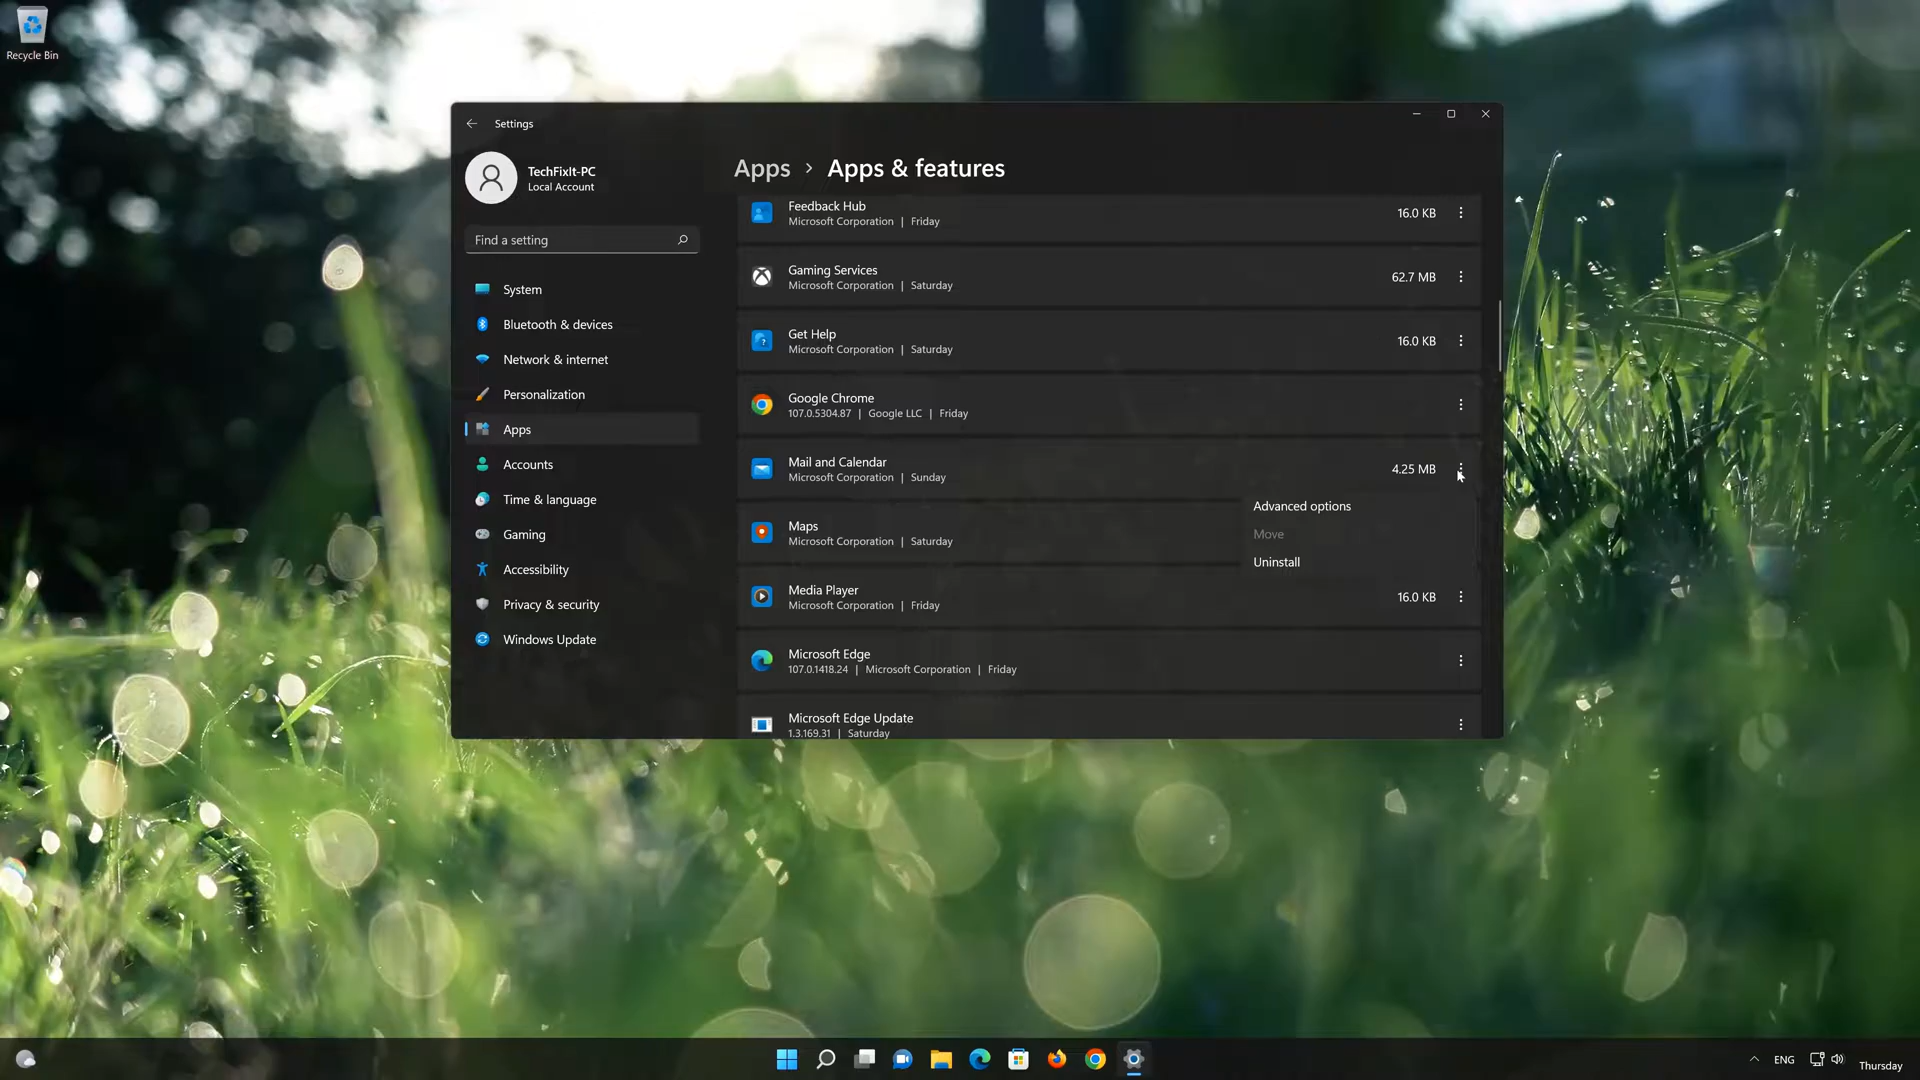 Recycle Bin
Settings
TechFixIt-PC
Local Account
Find a setting
System
Bluetooth & devices
Network & internet
Personalization
Apps
Accounts
Time & language
Gaming
Accessibility
Privacy & security
Windows Update
Apps > Apps & features
Feedback Hub
Microsoft Corporation | Friday
16.0 KB
Gaming Services
Microsoft Corporation | Saturday
62.7 MB
Get Help
Microsoft Corporation | Saturday
16.0 KB
Google Chrome
107.0.5304.87 | Google LLC | Friday
Mail and Calendar
Microsoft Corporation | Sunday
4.25 MB
Advanced options
Move
Uninstall
Maps
Microsoft Corporation | Saturday
Media Player
Microsoft Corporation | Friday
16.0 KB
Microsoft Edge
107.0.1418.24 | Microsoft Corporation | Friday
Microsoft Edge Update
1.3.169.31 | Saturday
ENG
Thursday